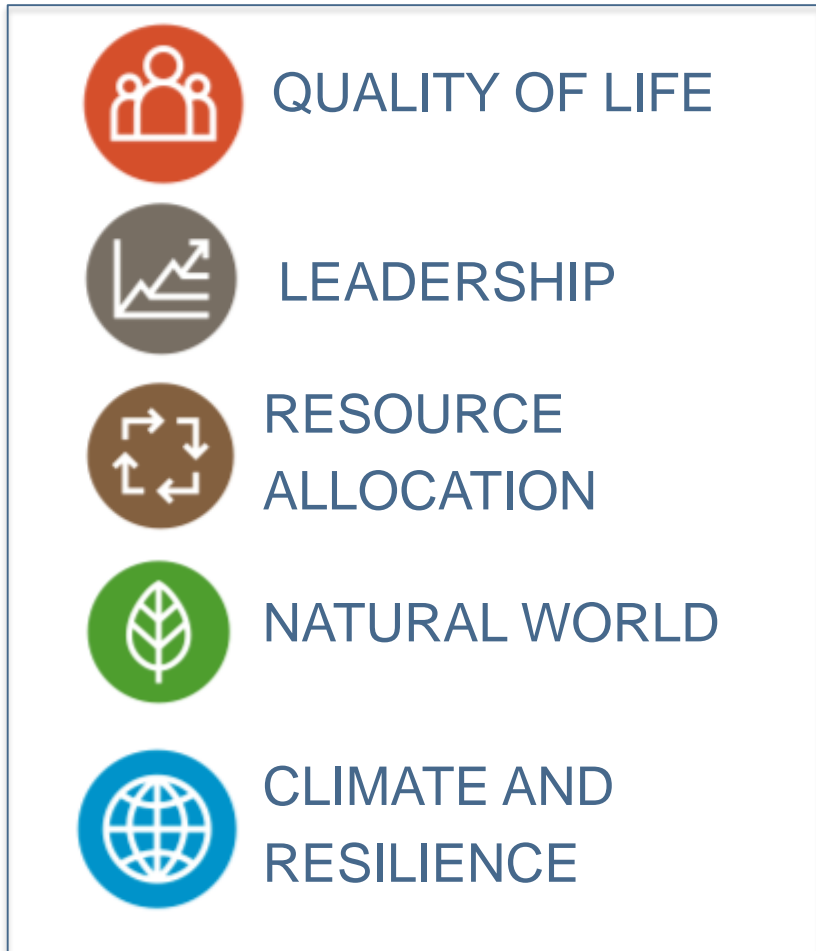 QUALITY OF LIFE
LEADERSHIP
RESOURCE
ALLOCATION
NATURAL WORLD
CLIMATE AND
RESILIENCE